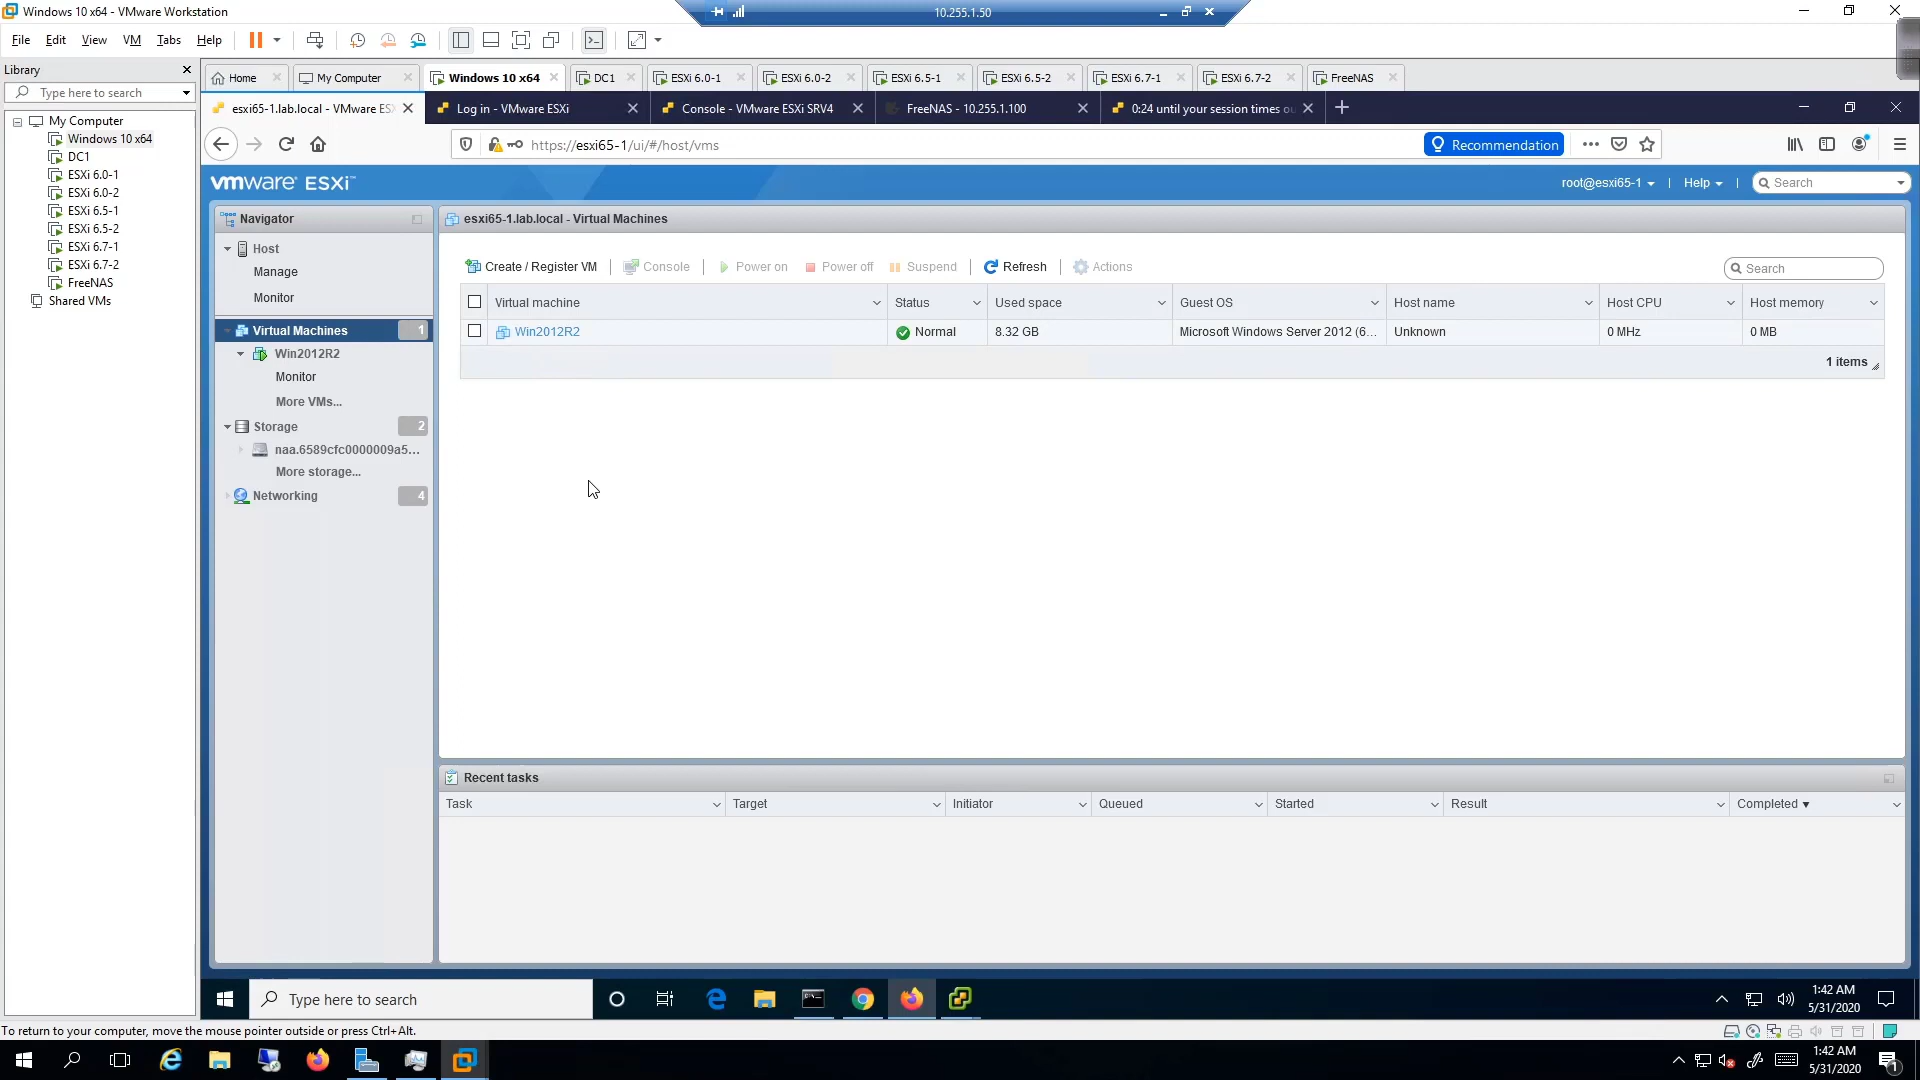 Windows 10 x64 - VMware Workstation
10.255.1.50
File Edit View VM Tabs Help
Library
Type here to search
My Computer
Windows 10 x64
DC1
ESXi 6.0-1
ESXi 6.0-2
ESXi 6.5-1
ESXi 6.5-2
ESXi 6.7-1
ESXi 6.7-2
FreeNAS
Shared VMs
Home My Computer Windows 10 x64 DC1 ESXi 6.0-1 ESXi 6.0-2 ESXi 6.5-1 ESXi 6.5-2 ESXi 6.7-1 ESXi 6.7-2 FreeNAS
esxi65-1.lab.local - VMware ESX Log in - VMware ESXi Console - VMware ESXi SRV4 FreeNAS - 10.255.1.100 0:24 until your session times ou
https://esxi65-1/ui/#/host/vms Recommendation
vmware ESXi™ root@esxi65-1 | Help | Search
Navigator
Host
Manage
Monitor
Virtual Machines 1
Win2012R2
Monitor
More VMs...
Storage 2
naa.6589cfc0000009a5...
More storage...
Networking 4
esxi65-1.lab.local - Virtual Machines
Create / Register VM | Console | Power on Power off Suspend | Refresh | Actions Search
Virtual machine Status Used space Guest OS Host name Host CPU Host memory
Win2012R2 Normal 8.32 GB Microsoft Windows Server 2012 (6... Unknown 0 MHz 0 MB
1 items
Recent tasks
Task Target Initiator Queued Started Result Completed ▼
Type here to search
1:42 AM
5/31/2020
To return to your computer, move the mouse pointer outside or press Ctrl+Alt.
1:42 AM
5/31/2020
1